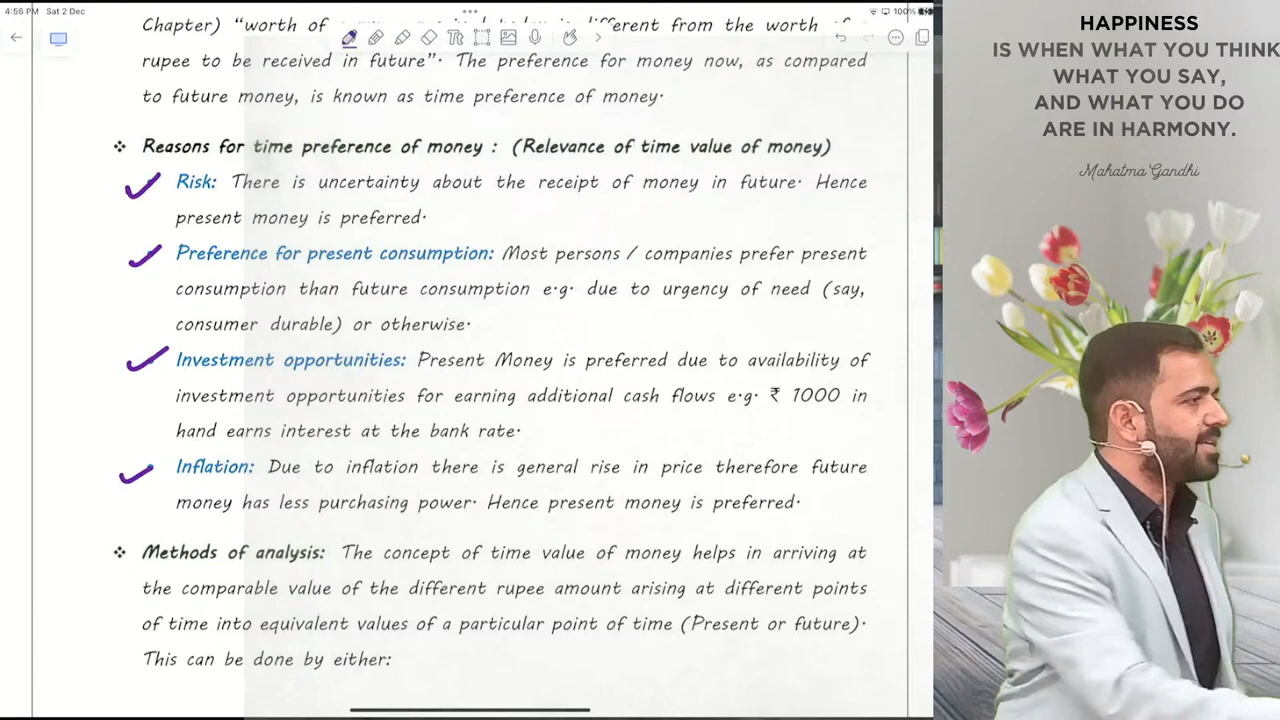 4:56 PM Sat 2 Dec
100%
Chapter) "worth of different from the worth of
rupee to be received in future". The preference for money now, as compared
to future money, is known as time preference of money.
❖ Reasons for time preference of money : (Relevance of time value of money)
Risk: There is uncertainty about the receipt of money in future. Hence
present money is preferred.
Preference for present consumption: Most persons / companies prefer present
consumption than future consumption e.g. due to urgency of need (say,
consumer durable) or otherwise.
Investment opportunities: Present Money is preferred due to availability of
investment opportunities for earning additional cash flows e.g. ₹ 1000 in
hand earns interest at the bank rate.
Inflation: Due to inflation there is general rise in price therefore future
money has less purchasing power. Hence present money is preferred.
❖ Methods of analysis: The concept of time value of money helps in arriving at
the comparable value of the different rupee amount arising at different points
of time into equivalent values of a particular point of time (Present or future).
This can be done by either:
HAPPINESS
IS WHEN WHAT YOU THINK
WHAT YOU SAY,
AND WHAT YOU DO
ARE IN HARMONY.
Mahatma Gandhi